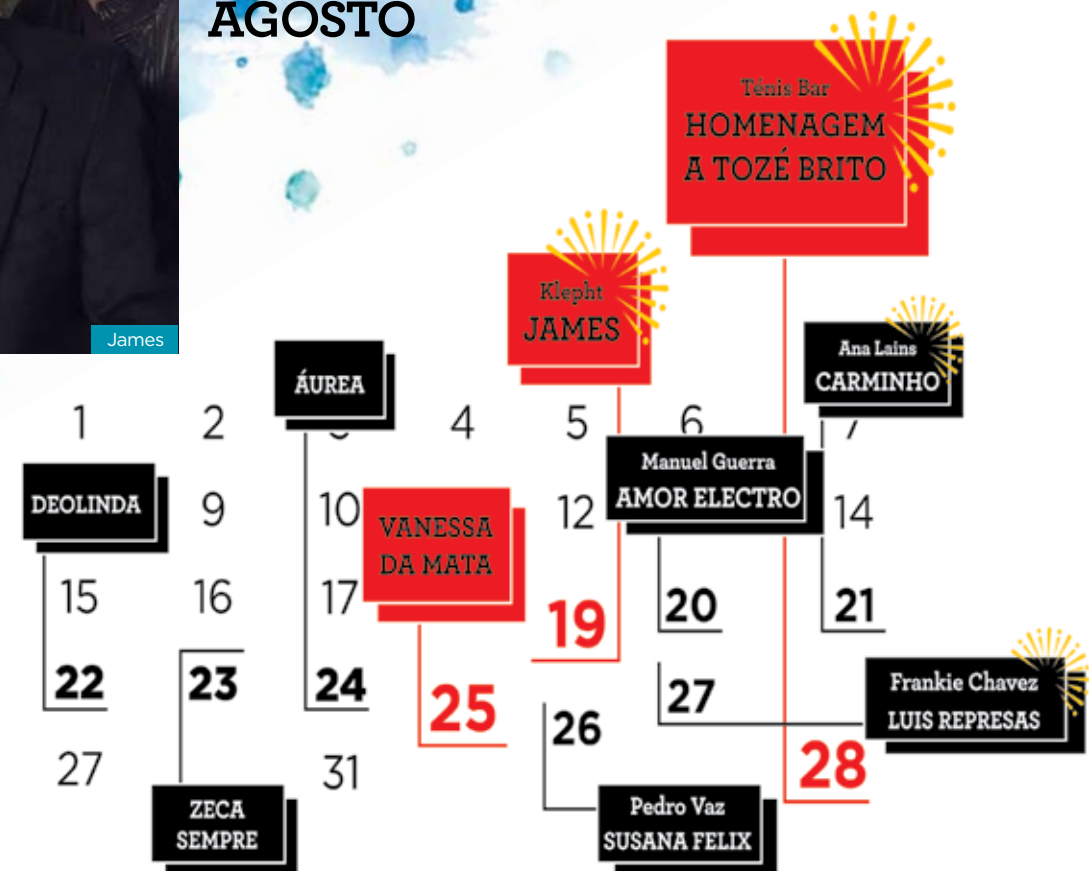 AGOSTO
Ténis Bar
HOMENAGEM
A TOZÉ BRITO
Klepht
JAMES
James
ÁUREA
Ana Lains
CARMINHO
1 2 4 5 6 7
DEOLINDA
Manuel Guerra
AMOR ELECTRO
9 10 12 14
VANESSA
DA MATA
15 16 17 19 20 21
22 23 24 25 26 27 28
Frankie Chavez
LUIS REPRESAS
27 31
ZECA
SEMPRE
Pedro Vaz
SUSANA FELIX